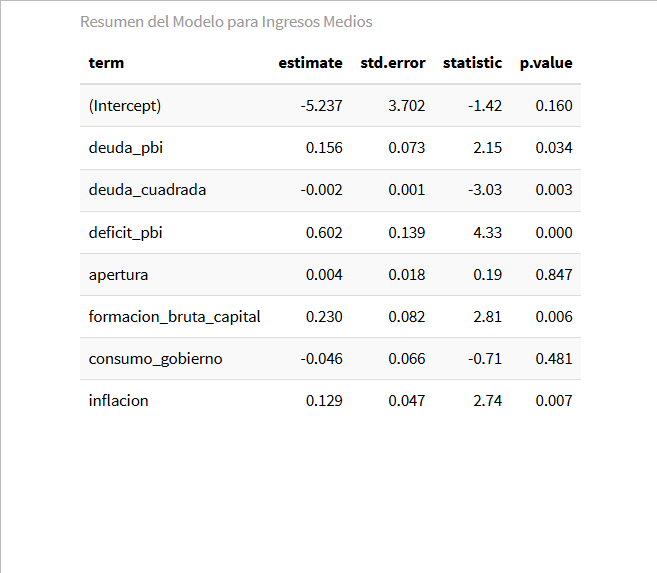 Resumen del Modelo para Ingresos Medios
term estimate std.error statistic p.value
(Intercept) -5.237 3.702 -1.42 0.160
deuda_pbi 0.156 0.073 2.15 0.034
deuda_cuadrada -0.002 0.001 -3.03 0.003
deficit_pbi 0.602 0.139 4.33 0.000
apertura 0.004 0.018 0.19 0.847
formacion_bruta_capital 0.230 0.082 2.81 0.006
consumo_gobierno -0.046 0.066 -0.71 0.481
inflacion 0.129 0.047 2.74 0.007